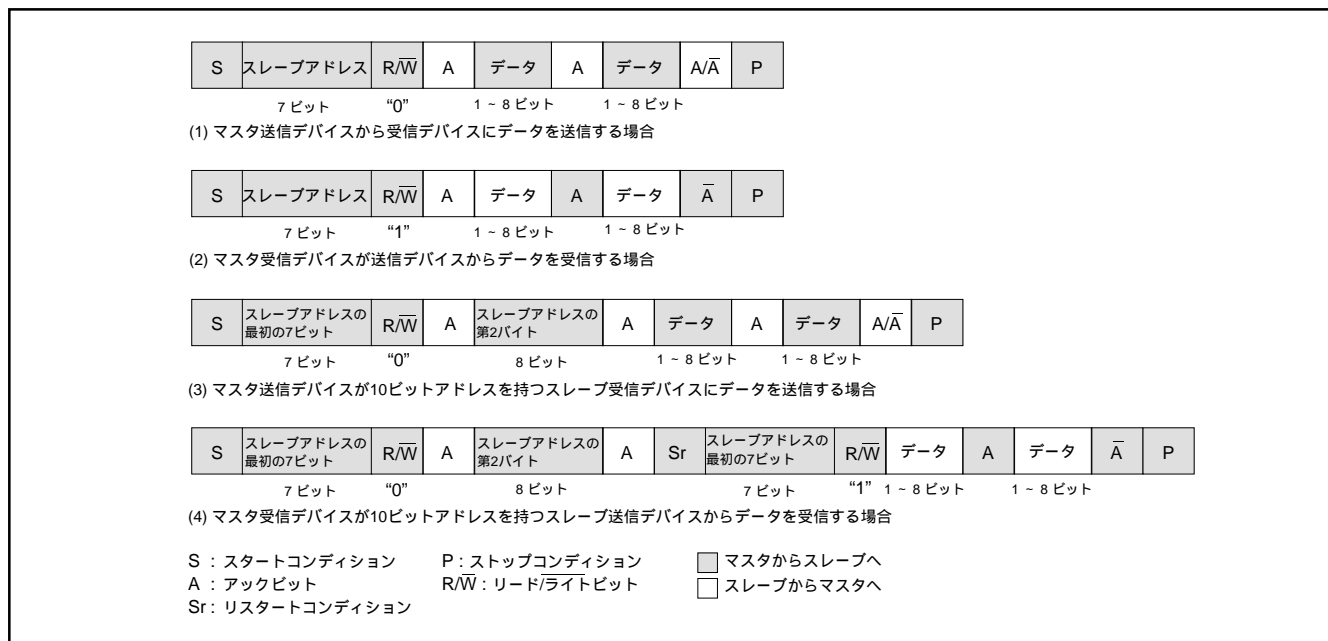 S スレーブアドレス R/W̅ A データ A データ A/A̅ P
7 ビット “0” 1 ~ 8 ビット 1 ~ 8 ビット
(1) マスタ送信デバイスから受信デバイスにデータを送信する場合
S スレーブアドレス R/W̅ A データ A データ A̅ P
7 ビット “1” 1 ~ 8 ビット 1 ~ 8 ビット
(2) マスタ受信デバイスが送信デバイスからデータを受信する場合
S スレーブアドレスの最初の7ビット R/W̅ A スレーブアドレスの第2バイト A データ A データ A/A̅ P
7 ビット “0” 8 ビット 1 ~ 8 ビット 1 ~ 8 ビット
(3) マスタ送信デバイスが10ビットアドレスを持つスレーブ受信デバイスにデータを送信する場合
S スレーブアドレスの最初の7ビット R/W̅ A スレーブアドレスの第2バイト A Sr スレーブアドレスの最初の7ビット R/W̅ データ A データ A̅ P
7 ビット “0” 8 ビット 7 ビット “1” 1 ~ 8 ビット 1 ~ 8 ビット
(4) マスタ受信デバイスが10ビットアドレスを持つスレーブ送信デバイスからデータを受信する場合
S : スタートコンディション P : ストップコンディション マスタからスレーブへ
A : アックビット R/W̅ : リード/ライトビット スレーブからマスタへ
Sr : リスタートコンディション